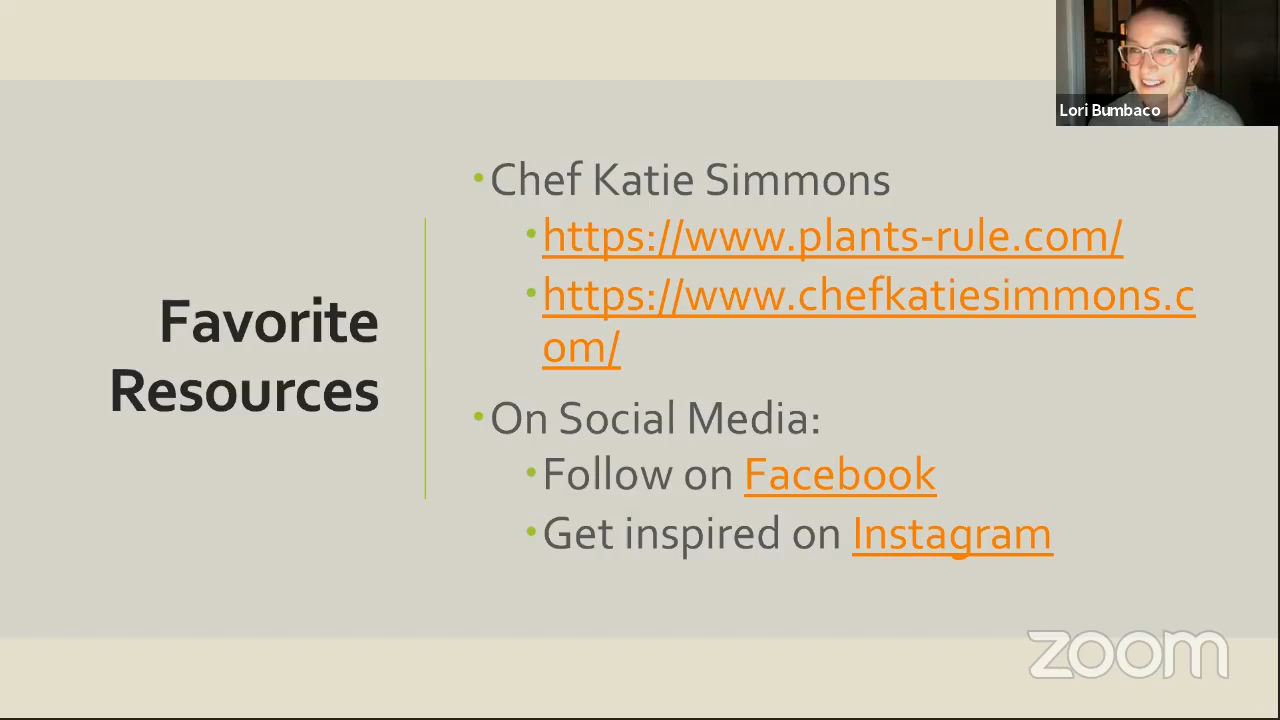 Lori Bumbaco
Favorite
Resources
Chef Katie Simmons
https://www.plants-rule.com/
https://www.chefkatiesimmons.c
om/
On Social Media:
Follow on Facebook
Get inspired on Instagram
zoom